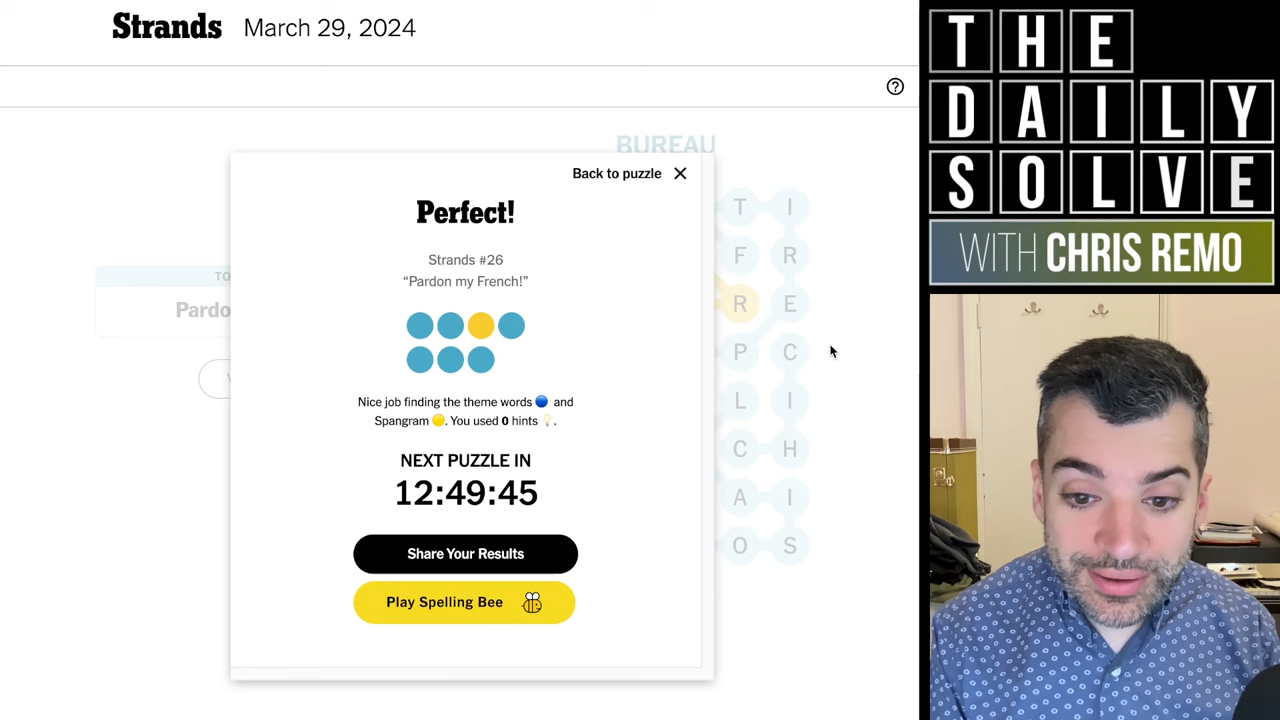 Strands March 29, 2024
BUREAU
TO
Pardo
Back to puzzle
Perfect!
Strands #26
“Pardon my French!”
Nice job finding the theme words and
Spangram . You used 0 hints .
NEXT PUZZLE IN
12:49:45
Share Your Results
Play Spelling Bee
T I
F R
R E
P C
L I
C H
A I
O S
THE
DAILY
SOLVE
WITH CHRIS REMO